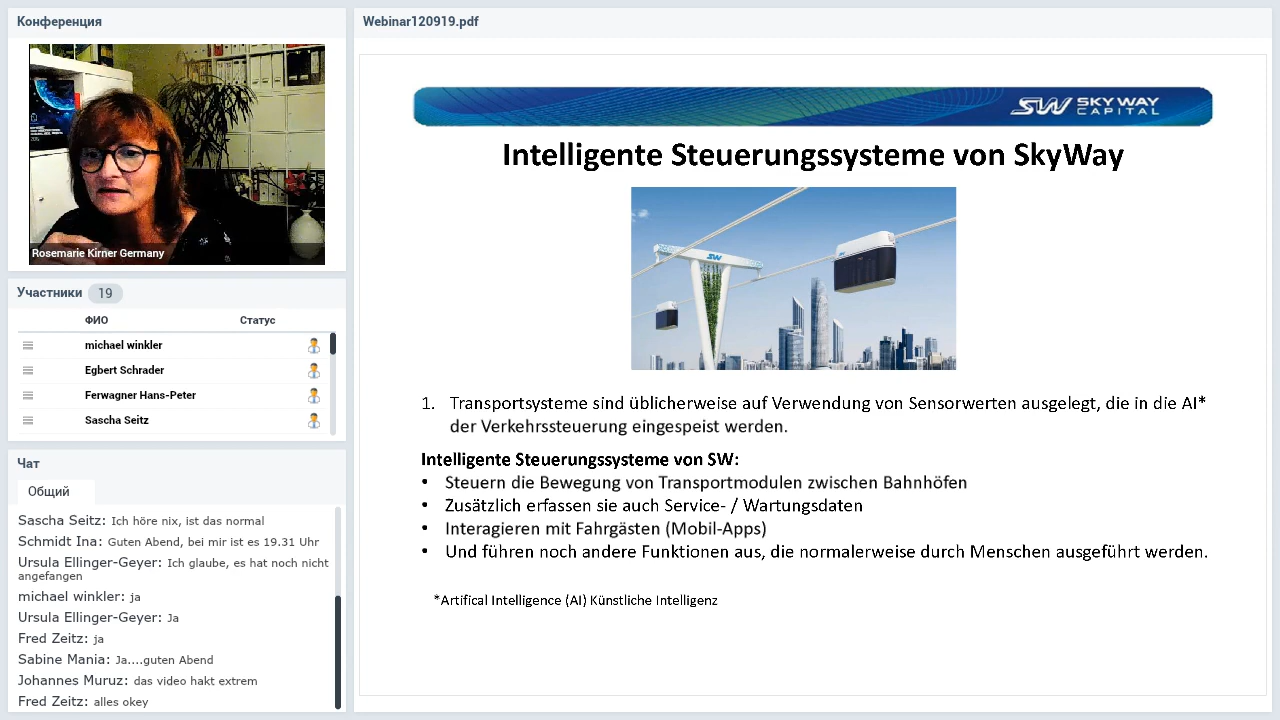 Конференция
Rosemarie Kirner Germany
Участники 19
ФИО Статус
michael winkler
Egbert Schrader
Ferwagner Hans-Peter
Sascha Seitz
Чат
Общий
Sascha Seitz: Ich höre nix, ist das normal
Schmidt Ina: Guten Abend, bei mir ist es 19.31 Uhr
Ursula Ellinger-Geyer: Ich glaube, es hat noch nicht
angefangen
michael winkler: ja
Ursula Ellinger-Geyer: Ja
Fred Zeitz: ja
Sabine Mania: Ja....guten Abend
Johannes Muruz: das video hakt extrem
Fred Zeitz: alles okey
Webinar120919.pdf
SW SKY WAY
CAPITAL
Intelligente Steuerungssysteme von SkyWay
SW
1. Transportsysteme sind üblicherweise auf Verwendung von Sensorwerten ausgelegt, die in die AI*
der Verkehrssteuerung eingespeist werden.
Intelligente Steuerungssysteme von SW:
• Steuern die Bewegung von Transportmodulen zwischen Bahnhöfen
• Zusätzlich erfassen sie auch Service- / Wartungsdaten
• Interagieren mit Fahrgästen (Mobil-Apps)
• Und führen noch andere Funktionen aus, die normalerweise durch Menschen ausgeführt werden.
*Artifical Intelligence (AI) Künstliche Intelligenz